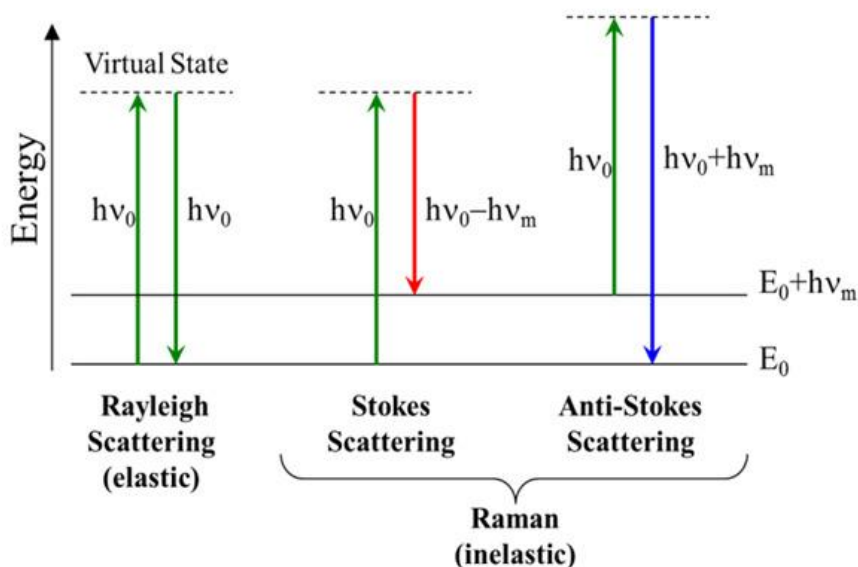 Energy
Virtual State
hν₀
hν₀
hν₀
hν₀–hνₘ
hν₀
hν₀+hνₘ
E₀+hνₘ
E₀
Rayleigh
Scattering
(elastic)
Stokes
Scattering
Anti-Stokes
Scattering
Raman
(inelastic)